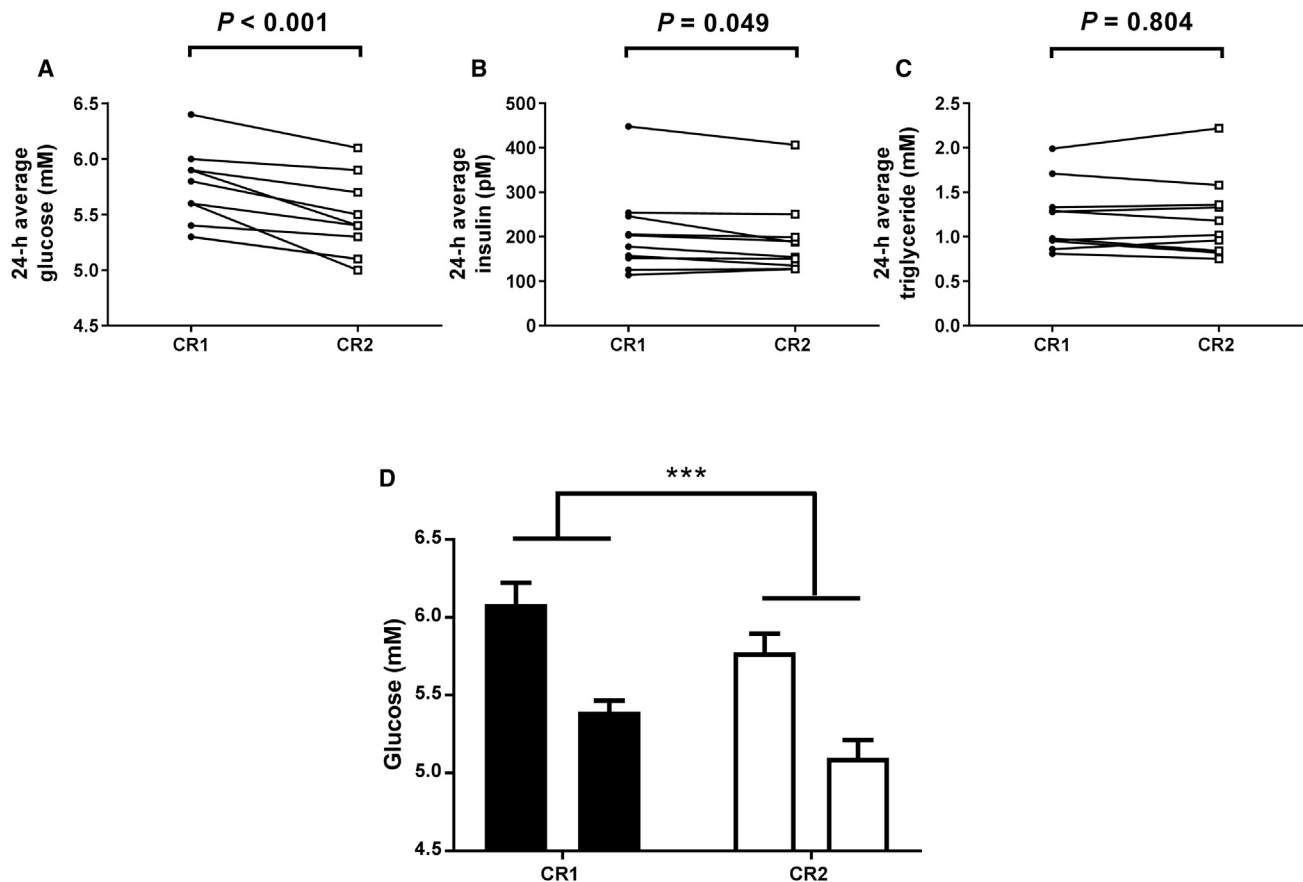 P < 0.001
A
24-h average
glucose (mM)
6.5
6.0
5.5
5.0
4.5
CR1 CR2
P = 0.049
B
24-h average
insulin (pM)
500
400
300
200
100
0
CR1 CR2
P = 0.804
C
24-h average
triglyceride (mM)
2.5
2.0
1.5
1.0
0.5
0.0
CR1 CR2
D
***
Glucose (mM)
6.5
6.0
5.5
5.0
4.5
CR1 CR2